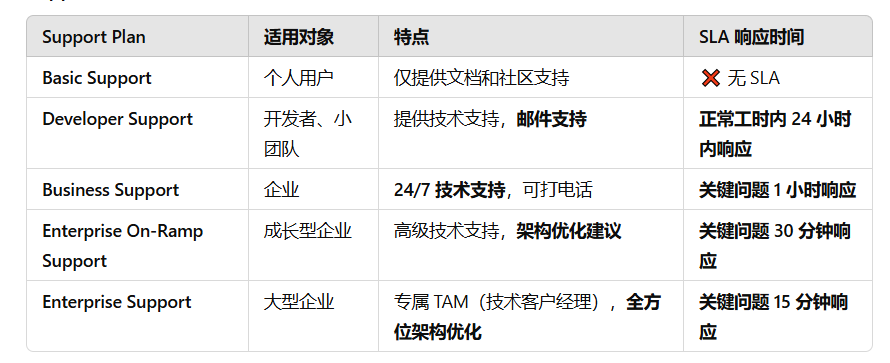 Support Plan 适用对象 特点 SLA 响应时间
Basic Support 个人用户 仅提供文档和社区支持 ❌ 无 SLA
Developer Support 开发者、小 提供技术支持，邮件支持 正常工时内 24 小时
团队 内响应
Business Support 企业 24/7 技术支持，可打电话 关键问题 1 小时响应
Enterprise On-Ramp 成长型企业 高级技术支持，架构优化建议 关键问题 30 分钟响
Support 应
Enterprise Support 大型企业 专属 TAM（技术客户经理），全方 关键问题 15 分钟响
位架构优化 应